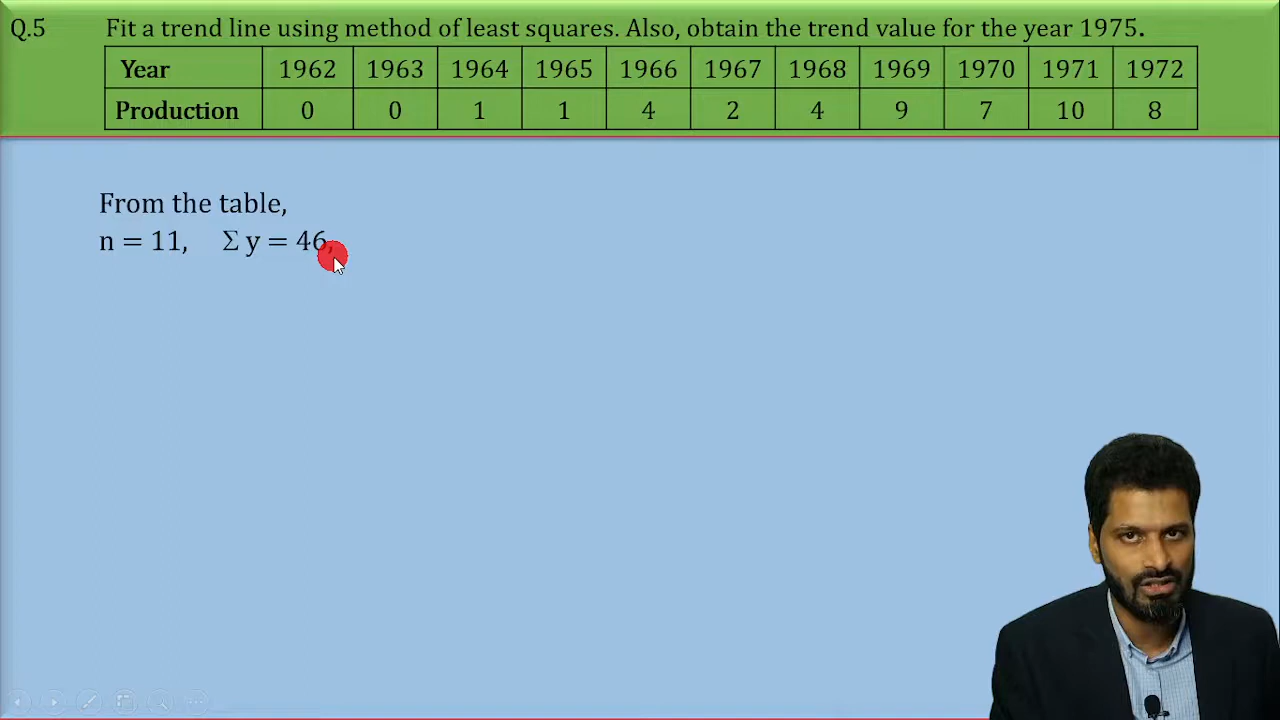 Q.5 Fit a trend line using method of least squares. Also, obtain the trend value for the year 1975.
Year 1962 1963 1964 1965 1966 1967 1968 1969 1970 1971 1972
Production 0 0 1 1 4 2 4 9 7 10 8
From the table,
n = 11, Σ y = 46,